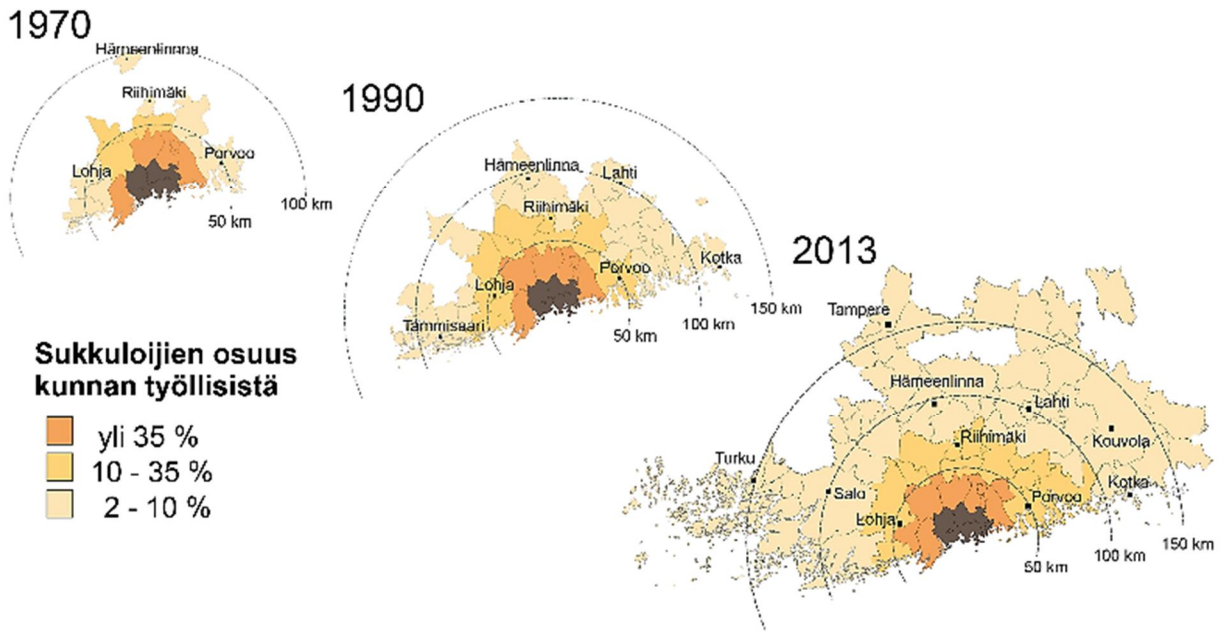 1970
Hämeenlinna
Riihimäki
Lohja
Porvoo
50 km
100 km
1990
Hämeenlinna
Lahti
Riihimäki
Lohja
Porvoo
Kotka
Tammisaari
50 km
100 km
150 km
2013
Tampere
Hämeenlinna
Lahti
Riihimäki
Kouvola
Turku
Salo
Lohja
Porvoo
Kotka
50 km
100 km
150 km
Sukkuloijien osuus
kunnan työllisistä
yli 35 %
10 - 35 %
2 - 10 %